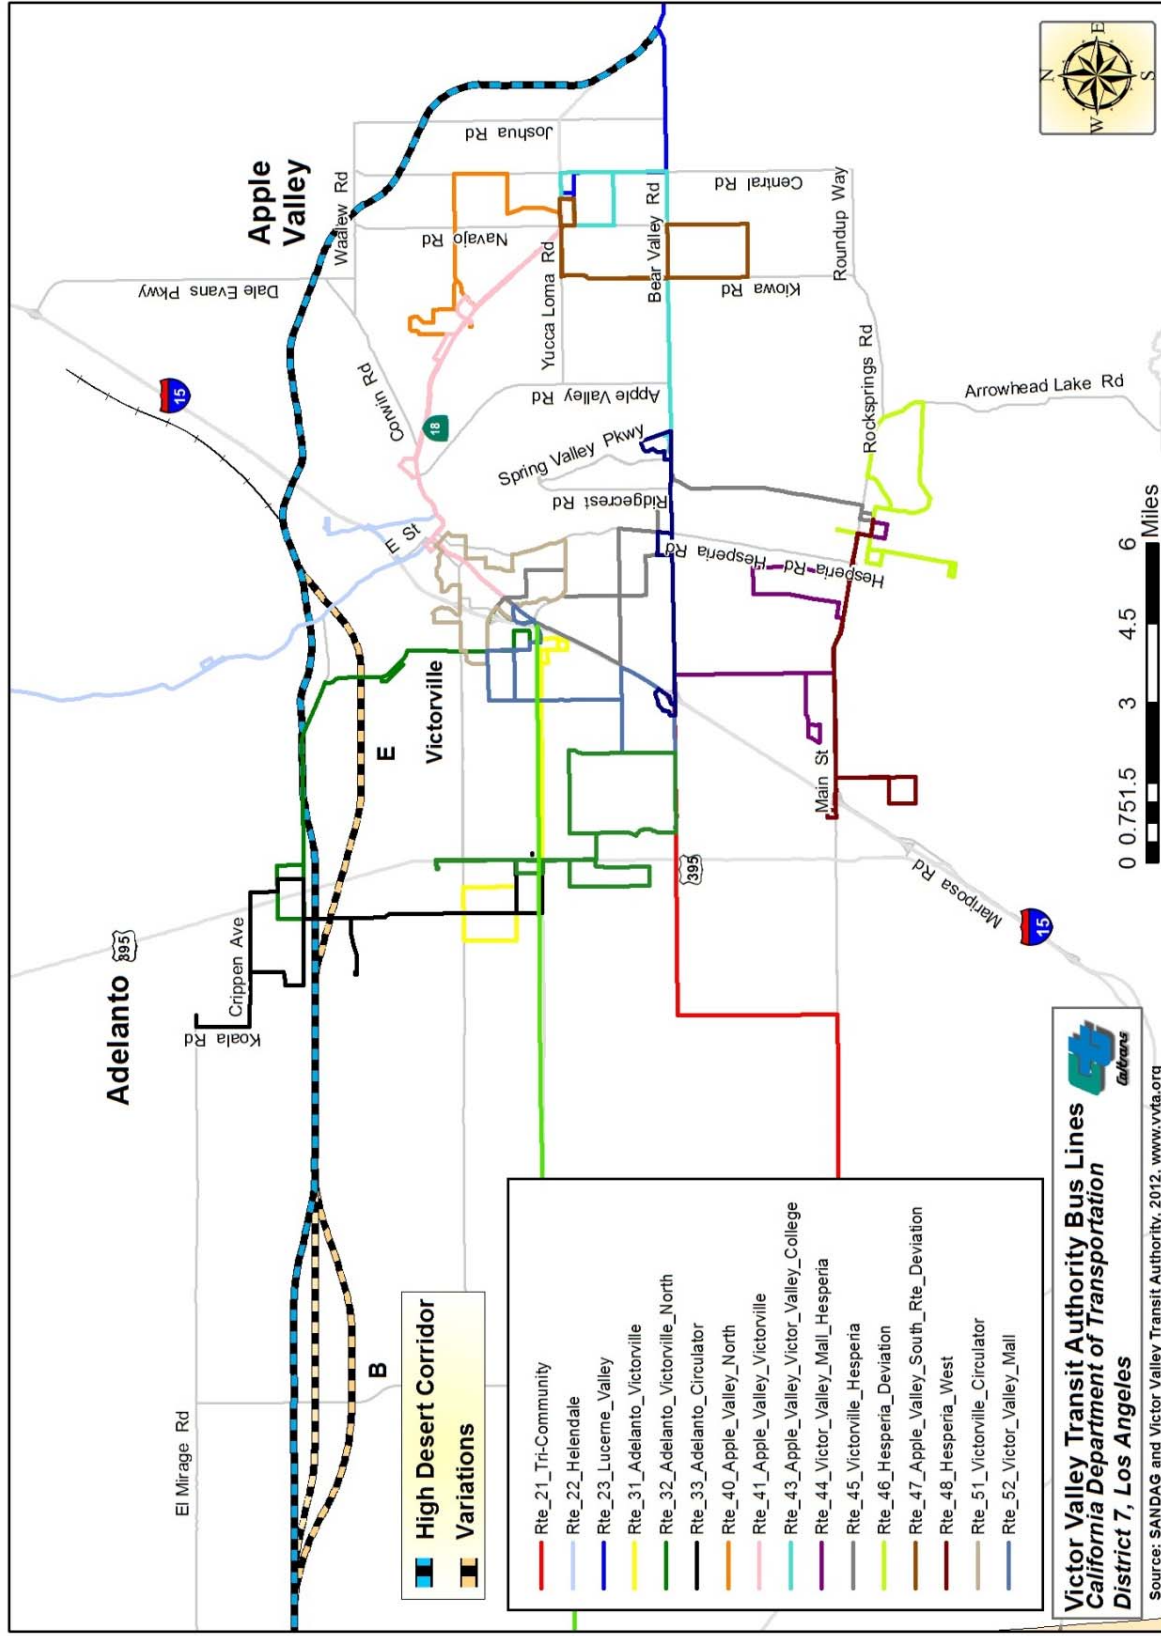 Adelanto
395
Apple
Valley
Victorville
E
B
El Mirage Rd
Koala Rd
Crippen Ave
Dale Evans Pkwy
Waalew Rd
Joshua Rd
Navajo Rd
Corwin Rd
15
18
E St
Yucca Loma Rd
Bear Valley Rd
Central Rd
Kiowa Rd
Roundup Way
Apple Valley Rd
Spring Valley Pkwy
Ridgecrest Rd
Hesperia Rd
Hesperia Rd
Rocksprings Rd
Arrowhead Lake Rd
Main St
395
Mariposa Rd
15
N
E
S
W
0 0.75 1.5 3 4.5 6
Miles
High Desert Corridor
Variations
Rte_21_Tri-Community
Rte_22_Helendale
Rte_23_Lucerne_Valley
Rte_31_Adelanto_Victorville
Rte_32_Adelanto_Victorville_North
Rte_33_Adelanto_Circulator
Rte_40_Apple_Valley_North
Rte_41_Apple_Valley_Victorville
Rte_43_Apple_Valley_Victor_Valley_College
Rte_44_Victor_Valley_Mall_Hesperia
Rte_45_Victorville_Hesperia
Rte_46_Hesperia_Deviation
Rte_47_Apple_Valley_South_Rte_Deviation
Rte_48_Hesperia_West
Rte_51_Victorville_Circulator
Rte_52_Victor_Valley_Mall
Victor Valley Transit Authority Bus Lines
California Department of Transportation
District 7, Los Angeles
Caltrans
Source: SANDAG and Victor Valley Transit Authority, 2012, www.vvta.org